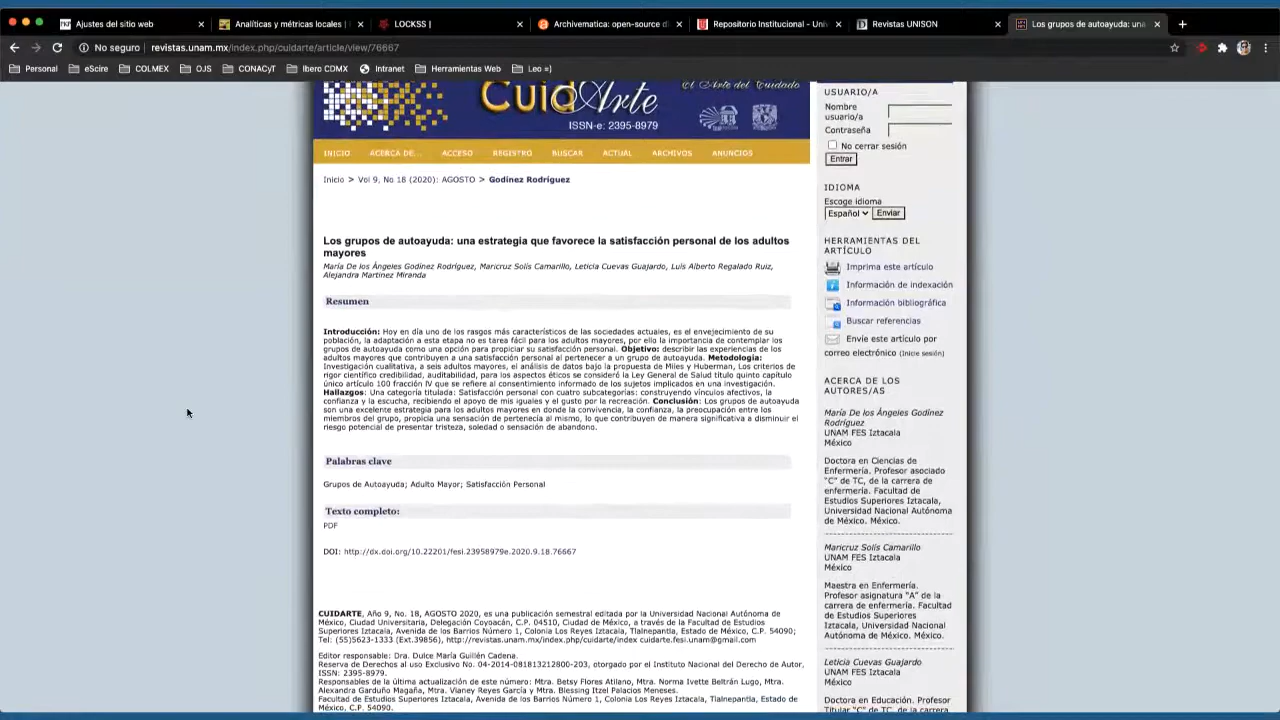 Ajustes del sitio web
Analíticas y métricas locales |
LOCKSS |
Archivematica: open-source d
Repositorio Institucional - Univ
Revistas UNISON
Los grupos de autoayuda: una
No seguro | revistas.unam.mx/index.php/cuidarte/article/view/76667
Personal
eScire
COLMEX
OJS
CONACyT
Ibero CDMX
Intranet
Herramientas Web
Leo =)
CuidArte
El Arte del Cuidado
ISSN-e: 2395-8979
INICIO ACERCA DE... ACCESO REGISTRO BUSCAR ACTUAL ARCHIVOS ANUNCIOS
Inicio > Vol 9, No 18 (2020): AGOSTO > Godínez Rodríguez
Los grupos de autoayuda: una estrategia que favorece la satisfacción personal de los adultos
mayores
María De los Ángeles Godínez Rodríguez, Maricruz Solís Camarillo, Leticia Cuevas Guajardo, Luis Alberto Regalado Ruiz,
Alejandra Martínez Miranda
Resumen
Introducción: Hoy en día uno de los rasgos más característicos de las sociedades actuales, es el envejecimiento de su
población, la adaptación a esta etapa no es tarea fácil para los adultos mayores, por ello la importancia de contemplar los
grupos de autoayuda como una opción para propiciar su satisfacción personal. Objetivo: describir las experiencias de los
adultos mayores que contribuyen a una satisfacción personal al pertenecer a un grupo de autoayuda. Metodología:
Investigación cualitativa, a seis adultos mayores, el análisis de datos bajo la propuesta de Miles y Huberman, Los criterios de
rigor científico credibilidad, auditabilidad, para los aspectos éticos se consideró la Ley General de Salud título quinto capítulo
único artículo 100 fracción IV que se refiere al consentimiento informado de los sujetos implicados en una investigación.
Hallazgos: Una categoría titulada: Satisfacción personal con cuatro subcategorías: construyendo vínculos afectivos, la
confianza y la escucha, recibiendo el apoyo de mis iguales y el gusto por la recreación. Conclusión: Los grupos de autoayuda
son una excelente estrategia para los adultos mayores en donde la convivencia, la confianza, la preocupación entre los
miembros del grupo, propicia una sensación de pertenecía al mismo, lo que contribuyen de manera significativa a disminuir el
riesgo potencial de presentar tristeza, soledad o sensación de abandono.
Palabras clave
Grupos de Autoayuda; Adulto Mayor; Satisfacción Personal
Texto completo:
PDF
DOI: http://dx.doi.org/10.22201/fesi.23958979e.2020.9.18.76667
CUIDARTE, Año 9, No. 18, AGOSTO 2020, es una publicación semestral editada por la Universidad Nacional Autónoma de
México, Ciudad Universitaria, Delegación Coyoacán, C.P. 04510, Ciudad de México, a través de la Facultad de Estudios
Superiores Iztacala, Avenida de los Barrios Número 1, Colonia Los Reyes Iztacala, Tlalnepantla, Estado de México, C.P. 54090;
Tel: (55)5623-1333 (Ext.39856), http://revistas.unam.mx/index.php/cuidarte/index cuidarte.fesi.unam@gmail.com
Editor responsable: Dra. Dulce María Guillén Cadena.
Reserva de Derechos al uso Exclusivo No. 04-2014-081813212800-203, otorgado por el Instituto Nacional del Derecho de Autor,
ISSN: 2395-8979.
Responsables de la última actualización de este número: Mtra. Betsy Flores Atilano, Mtra. Norma Ivette Beltrán Lugo, Mtra.
Alexandra Garduño Magaña, Mtra. Vianey Reyes García y Mtra. Blessing Itzel Palacios Meneses.
Facultad de Estudios Superiores Iztacala, Avenida de los Barrios Número 1, Colonia Los Reyes Iztacala, Tlalnepantla, Estado de
México, C.P. 54090.
USUARIO/A
Nombre
usuario/a
Contraseña
No cerrar sesión
Entrar
IDIOMA
Escoge idioma
Español Enviar
HERRAMIENTAS DEL
ARTÍCULO
Imprima este artículo
Información de indexación
Información bibliográfica
Buscar referencias
Envíe este artículo por
correo electrónico (Inicie sesión)
ACERCA DE LOS
AUTORES/AS
María De los Ángeles Godínez
Rodríguez
UNAM FES Iztacala
México
Doctora en Ciencias de
Enfermería. Profesor asociado
"C" de TC, de la carrera de
enfermería. Facultad de
Estudios Superiores Iztacala,
Universidad Nacional Autónoma
de México. México.
Maricruz Solís Camarillo
UNAM FES Iztacala
México
Maestra en Enfermería.
Profesor asignatura "A" de la
carrera de enfermería. Facultad
de Estudios Superiores
Iztacala, Universidad Nacional
Autónoma de México. México.
Leticia Cuevas Guajardo
UNAM FES Iztacala
México
Doctora en Educación. Profesor
Titular "C" de TC, de la carrera